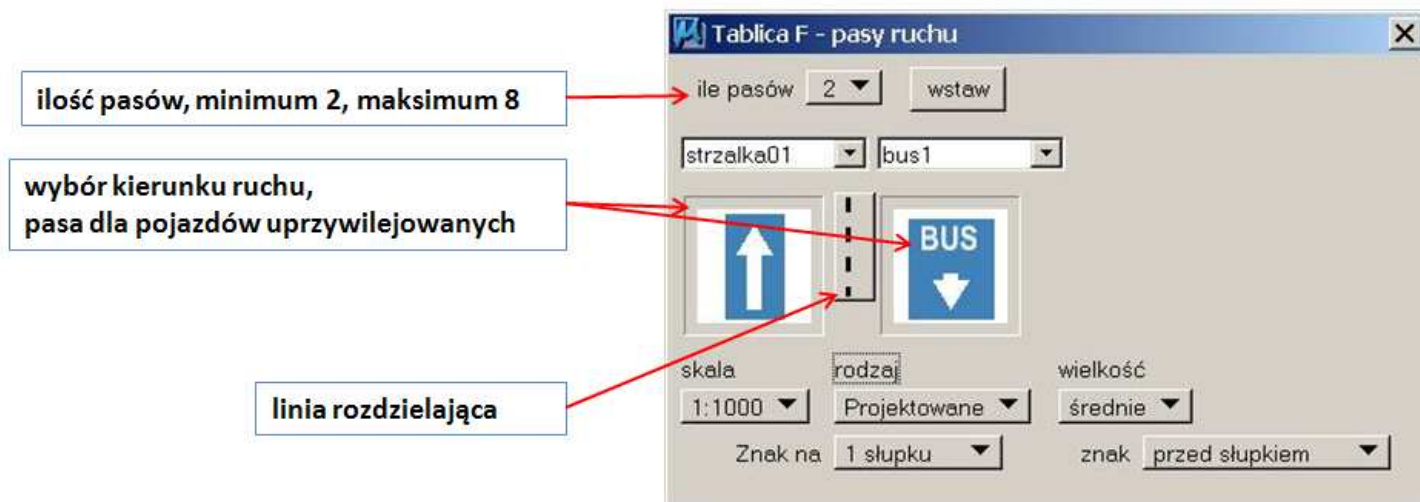 Tablica F - pasy ruchu
ilość pasów, minimum 2, maksimum 8
ile pasów 2 wstaw
strzalka01 bus1
wybór kierunku ruchu,
pasa dla pojazdów uprzywilejowanych
BUS
linia rozdzielająca
skala rodzaj wielkość
1:1000 Projektowane średnie
Znak na 1 słupku znak przed słupkiem